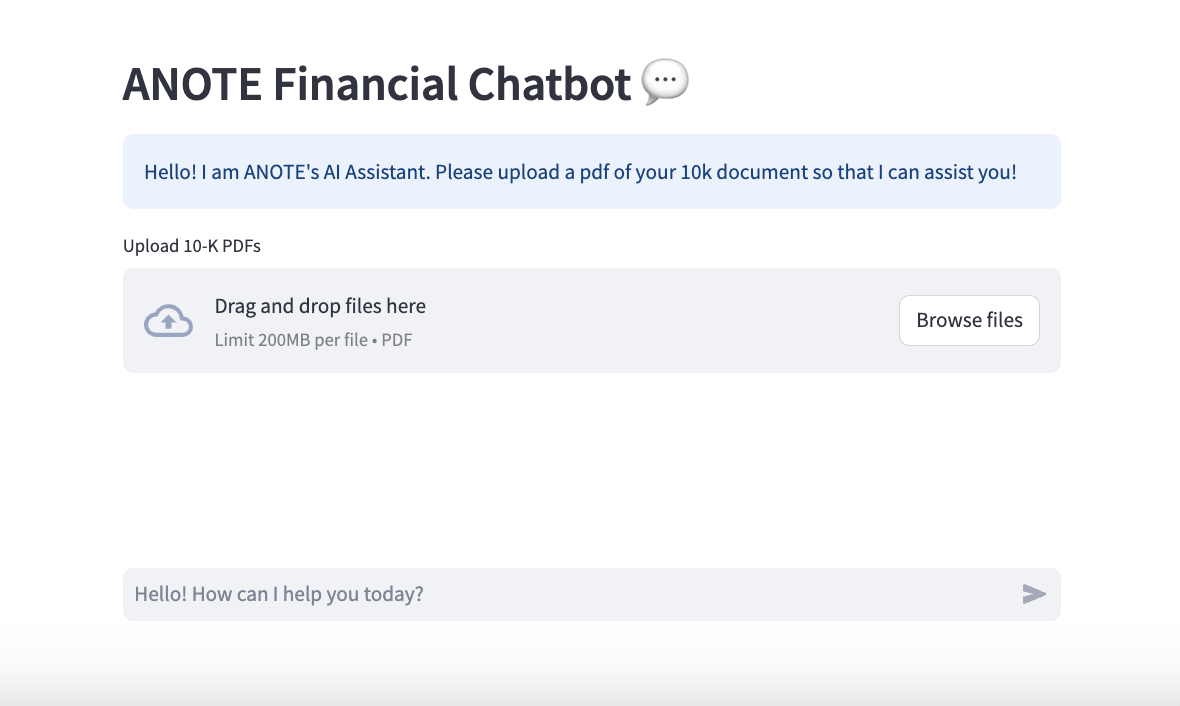 ANOTE Financial Chatbot 💬
Hello! I am ANOTE's AI Assistant. Please upload a pdf of your 10k document so that I can assist you!
Upload 10-K PDFs
Drag and drop files here
Limit 200MB per file • PDF
Browse files
Hello! How can I help you today?